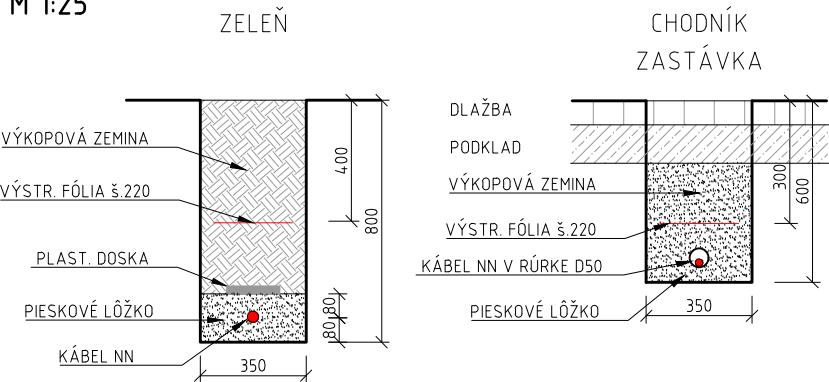 M 1:25
ZELEŇ
VÝKOPOVÁ ZEMINA
VÝSTR. FÓLIA š.220
PLAST. DOSKA
PIESKOVÉ LÔŽKO
KÁBEL NN
400
800
80
80
350
CHODNÍK
ZASTÁVKA
DLAŽBA
PODKLAD
VÝKOPOVÁ ZEMINA
VÝSTR. FÓLIA š.220
KÁBEL NN V RÚRKE D50
PIESKOVÉ LÔŽKO
300
600
350